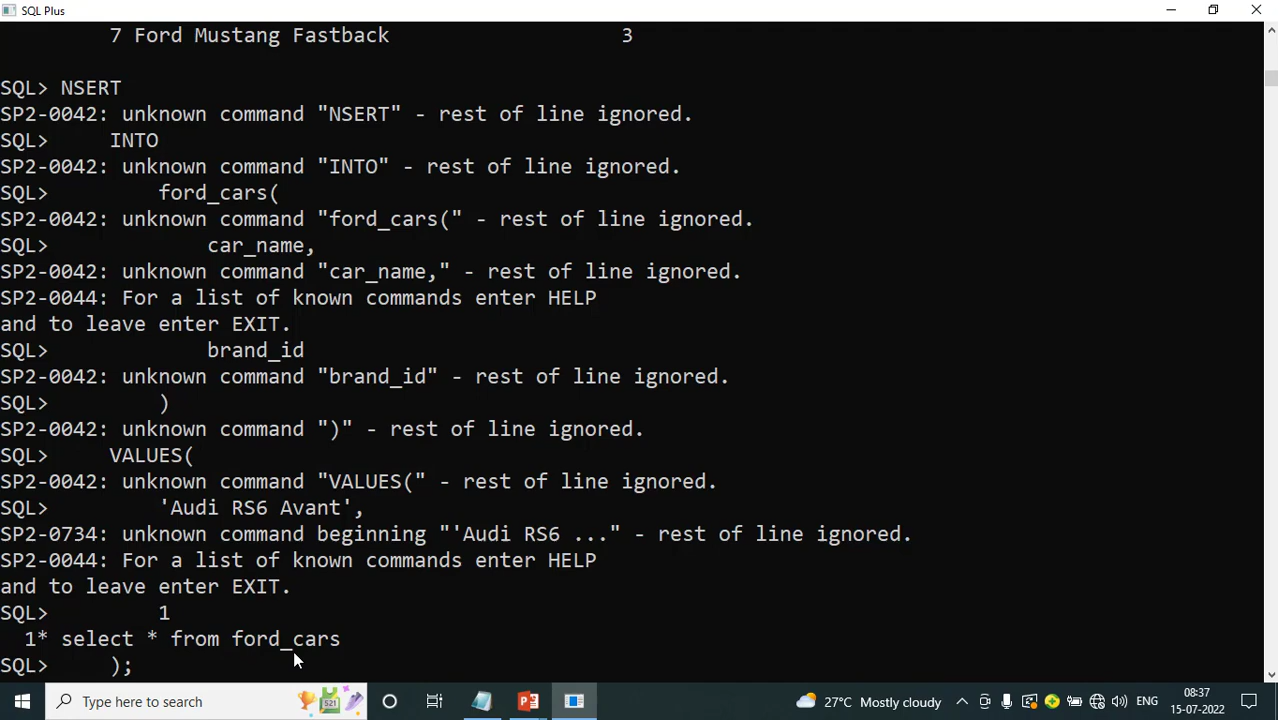 SQL Plus
7 Ford Mustang Fastback 3
SQL> NSERT
SP2-0042: unknown command "NSERT" - rest of line ignored.
SQL> INTO
SP2-0042: unknown command "INTO" - rest of line ignored.
SQL> ford_cars(
SP2-0042: unknown command "ford_cars(" - rest of line ignored.
SQL> car_name,
SP2-0042: unknown command "car_name," - rest of line ignored.
SP2-0044: For a list of known commands enter HELP
and to leave enter EXIT.
SQL> brand_id
SP2-0042: unknown command "brand_id" - rest of line ignored.
SQL> )
SP2-0042: unknown command ")" - rest of line ignored.
SQL> VALUES(
SP2-0042: unknown command "VALUES(" - rest of line ignored.
SQL> 'Audi RS6 Avant',
SP2-0734: unknown command beginning "'Audi RS6 ..." - rest of line ignored.
SP2-0044: For a list of known commands enter HELP
and to leave enter EXIT.
SQL> 1
1* select * from ford_cars
SQL> );
Type here to search
521
27°C Mostly cloudy
ENG
08:37
15-07-2022